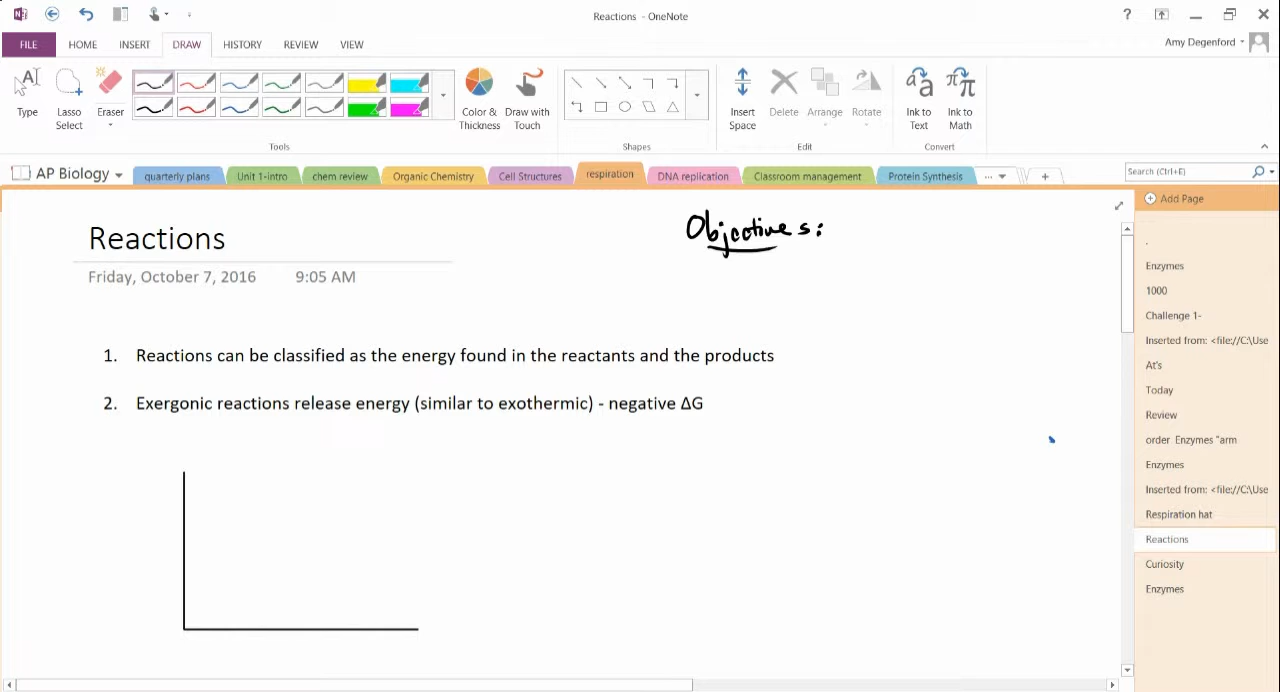 Reactions - OneNote
?
Amy Degenford
FILE HOME INSERT DRAW HISTORY REVIEW VIEW
Type
Lasso Select
Eraser
Color & Thickness
Draw with Touch
Insert Space
Delete
Arrange
Rotate
Ink to Text
Ink to Math
Tools
Shapes
Edit
Convert
AP Biology
quarterly plans
Unit 1-intro
chem review
Organic Chemistry
Cell Structures
respiration
DNA replication
Classroom management
Protein Synthesis
...
Search (Ctrl+E)
Objectives:
Reactions
Friday, October 7, 2016 9:05 AM
1. Reactions can be classified as the energy found in the reactants and the products
2. Exergonic reactions release energy (similar to exothermic) - negative ΔG
Add Page
.
Enzymes
1000
Challenge 1-
Inserted from: <file://C:\Use
At's
Today
Review
order Enzymes "arm
Enzymes
Inserted from: <file://C:\Use
Respiration hat
Reactions
Curiosity
Enzymes